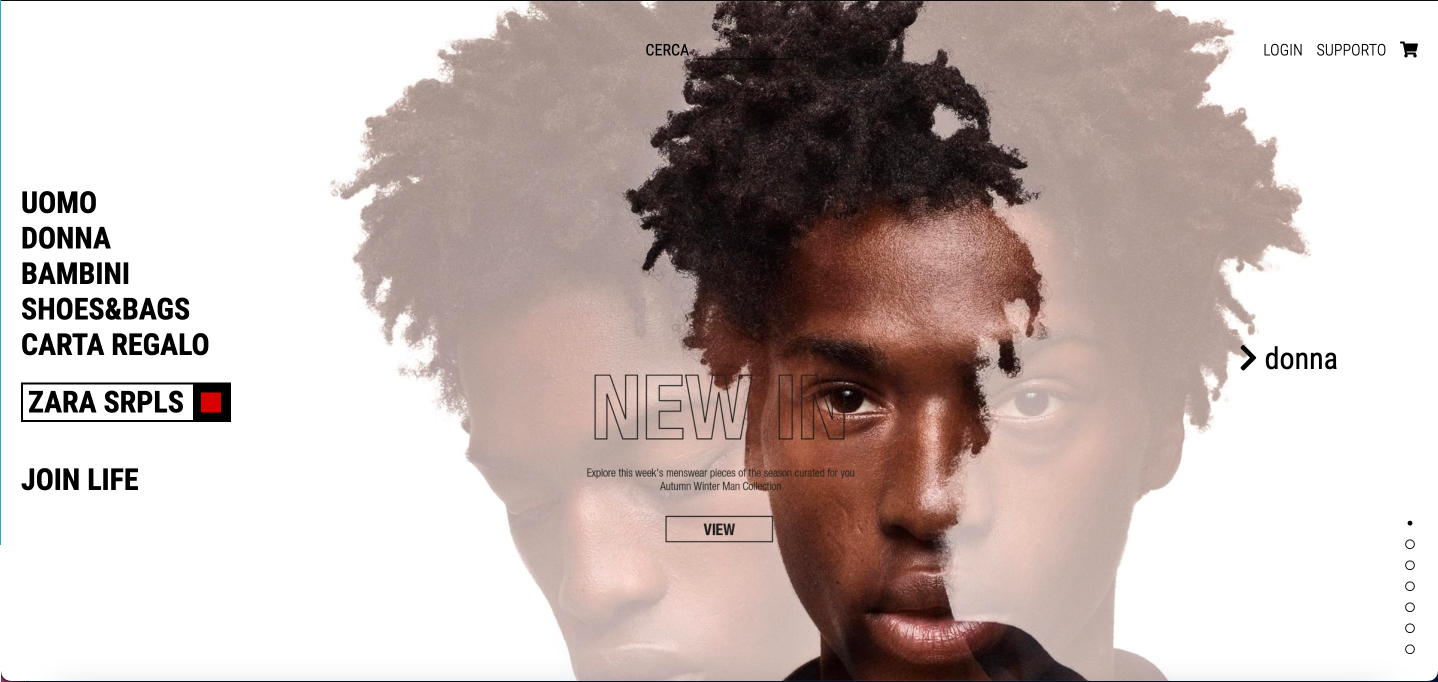 CERCA
LOGIN SUPPORTO
UOMO
DONNA
BAMBINI
SHOES&BAGS
CARTA REGALO
ZARA SRPLS
JOIN LIFE
NEW IN
Explore this week's menswear pieces of the season curated for you
Autumn Winter Man Collection
VIEW
donna